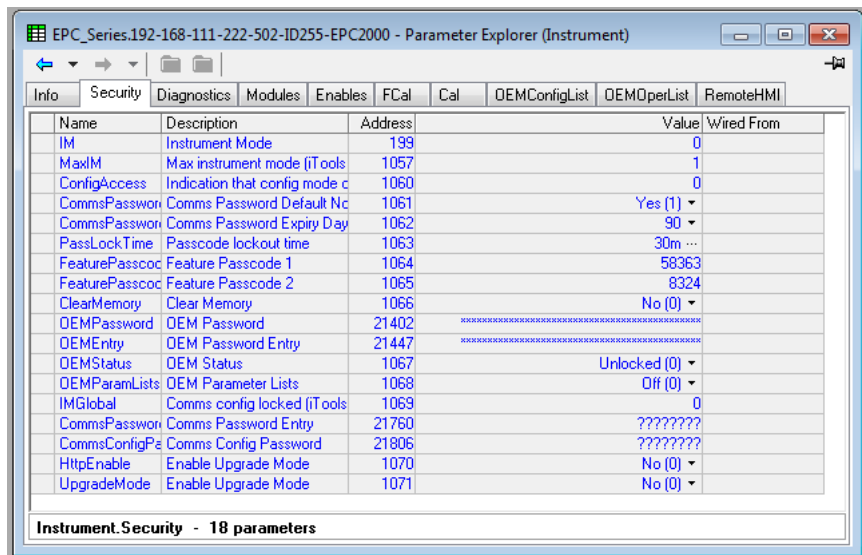 EPC_Series.192-168-111-222-502-ID255-EPC2000 - Parameter Explorer (Instrument)
Info Security Diagnostics Modules Enables FCal Cal OEMConfigList OEMOperList RemoteHMI
Name Description Address Value Wired From
IM Instrument Mode 199 0
MaxIM Max instrument mode (iTools 1057 1
ConfigAccess Indication that config mode c 1060 0
CommsPassword Comms Password Default No 1061 Yes (1)
CommsPassword Comms Password Expiry Day 1062 90
PassLockTime Passcode lockout time 1063 30m ...
FeaturePasscod Feature Passcode 1 1064 58363
FeaturePasscod Feature Passcode 2 1065 8324
ClearMemory Clear Memory 1066 No (0)
OEMPassword OEM Password 21402
OEMEntry OEM Password Entry 21447
OEMStatus OEM Status 1067 Unlocked (0)
OEMParamLists OEM Parameter Lists 1068 Off (0)
IMGlobal Comms config locked (iTools 1069 0
CommsPassword Comms Password Entry 21760 ????????
CommsConfigPa Comms Config Password 21806 ????????
HttpEnable Enable Upgrade Mode 1070 No (0)
UpgradeMode Enable Upgrade Mode 1071 No (0)
Instrument.Security - 18 parameters